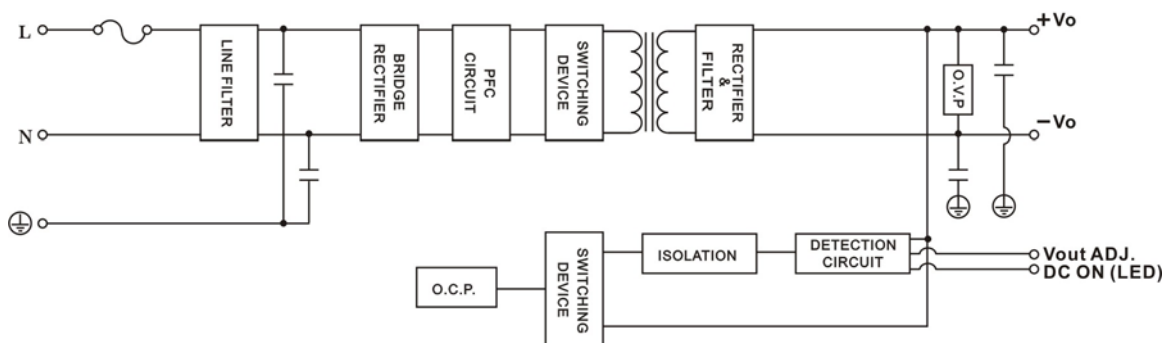 L
LINE FILTER
BRIDGE
RECTIFIER
PFC
CIRCUIT
SWITCHING
DEVICE
RECTIFIER
&
FILTER
O.V.P
+Vo
N
−Vo
O.C.P.
SWITCHING
DEVICE
ISOLATION
DETECTION
CIRCUIT
Vout ADJ.
DC ON (LED)